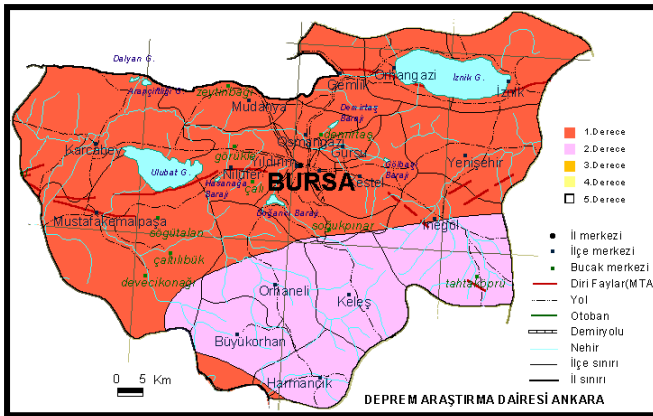 Dalyan G.
Arapçiftliği G.
zeytinbağı
Mudanya
Gemlik
Orhangazi
İznik G.
İznik
Karacabey
Demirtaş
Barajı
demirtaş
Osmangazi
Gürsu
görükle
Yıldırım
Nilüfer
Ulubat G.
Hasanağa
Barajı
çalı
BURSA
Kestel
Gölbaşı
Barajı
Yenişehir
Doğancı Barajı
Mustafakemalpaşa
söğütalan
soğukpınar
İnegöl
çaltılıbük
devecikonağı
Orhaneli
Keleş
tahtaköprü
Büyükorhan
Harmancık
0 5 Km
1.Derece
2.Derece
3.Derece
4.Derece
5.Derece
İl merkezi
İlçe merkezi
Bucak merkezi
Diri Faylar(MTA
Yol
Otoban
Demiryolu
Nehir
İlçe sınırı
İl sınırı
DEPREM ARAŞTIRMA DAİRESİ ANKARA